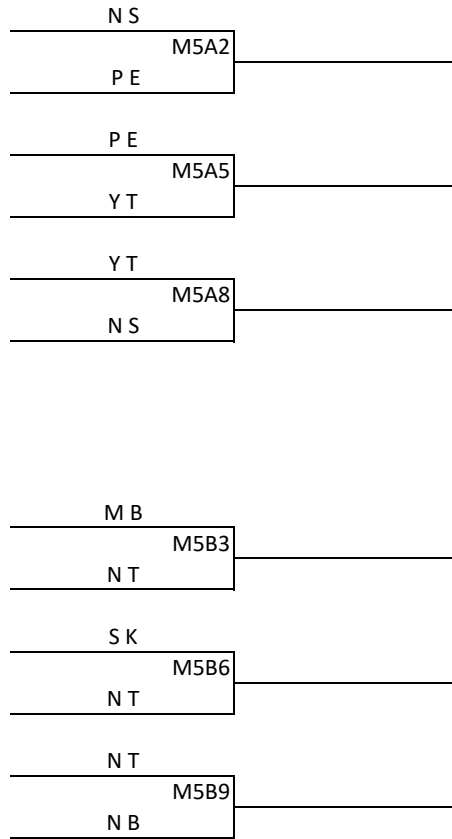 N S
M5A2
P E
P E
M5A5
Y T
Y T
M5A8
N S
M B
M5B3
N T
S K
M5B6
N T
N T
M5B9
N B